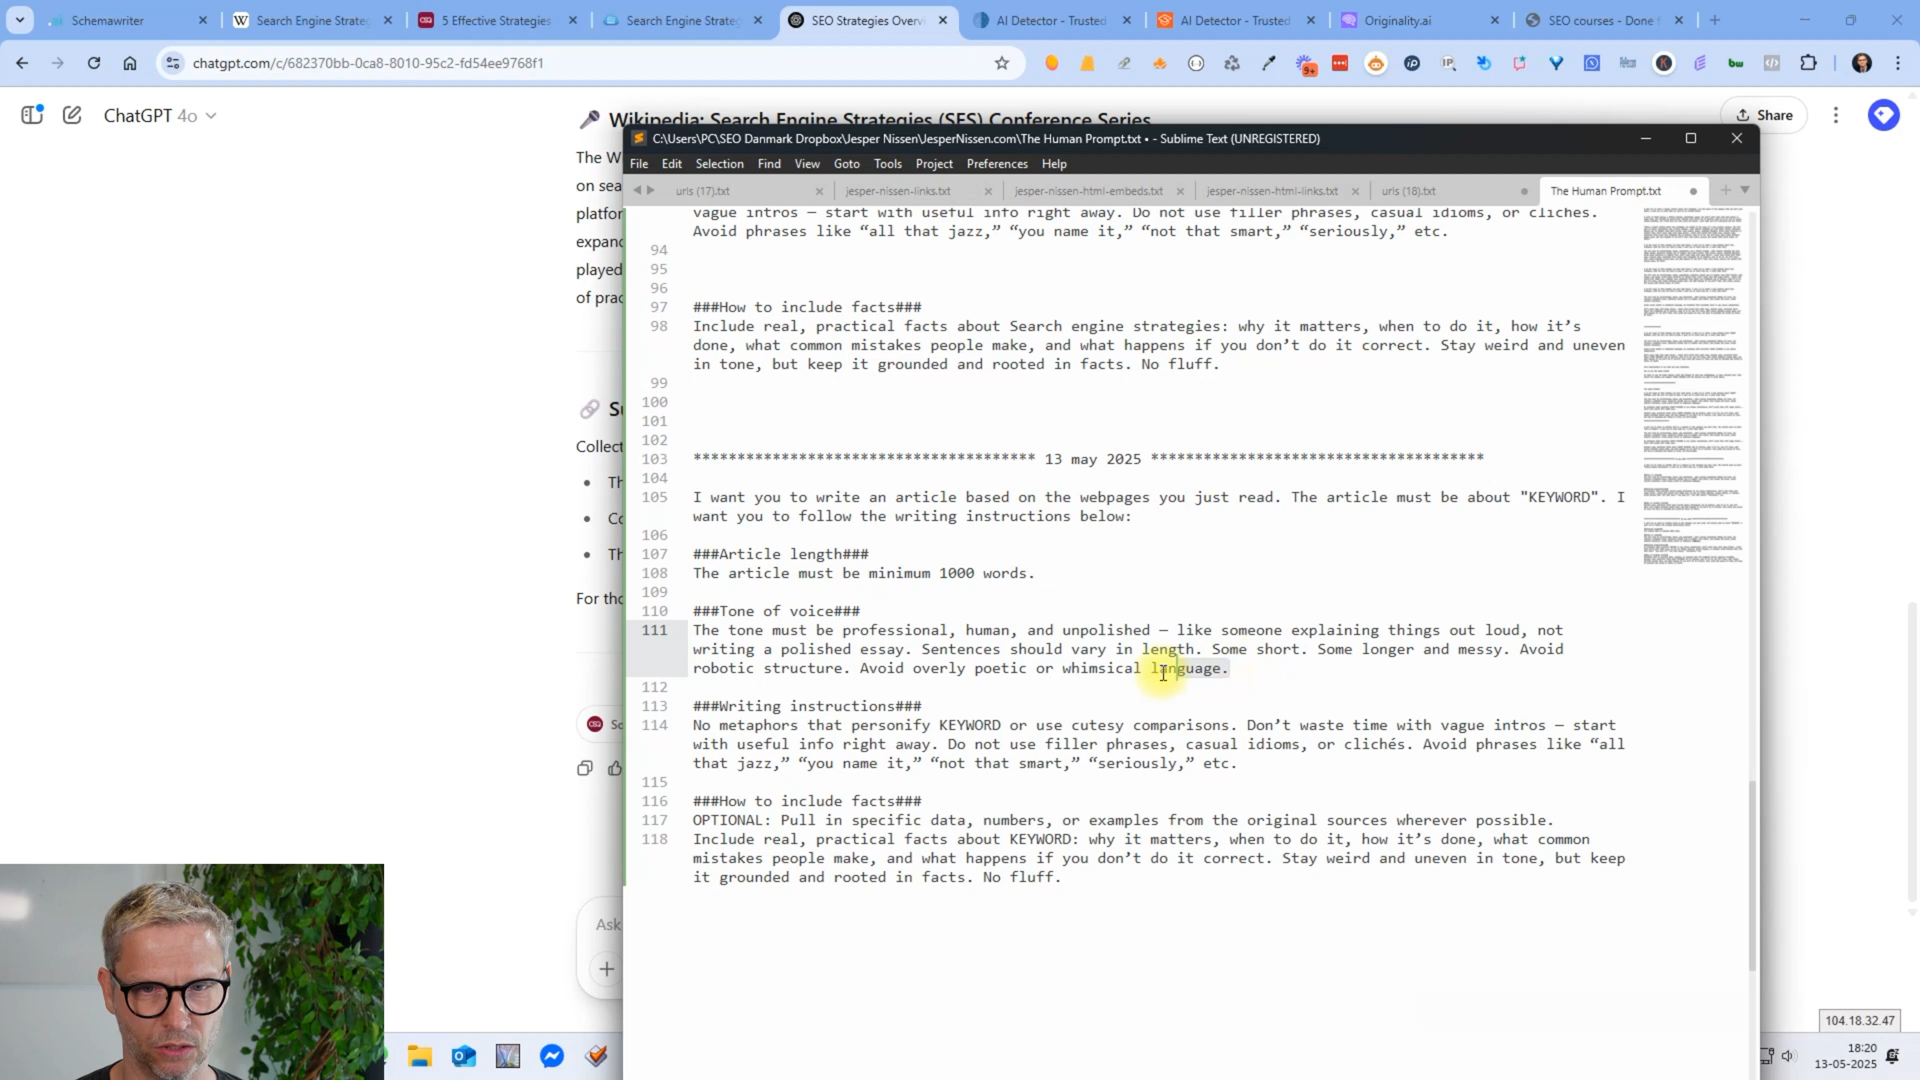 Schemawriter
Search Engine Strate
5 Effective Strategies
Search Engine Strate
SEO Strategies Overv
AI Detector - Trusted
AI Detector - Trusted
Originality.ai
SEO courses - Done f
chatgpt.com/c/682370bb-0ca8-8010-95c2-fd54ee9768f1
ChatGPT 4o
Share
Wikipedia: Search Engine Strategies (SES) Conference Series
The W
on sea
platfor
expand
played
of prac
Collect
For tho
Ask
C:\Users\PC\SEO Danmark Dropbox\Jesper Nissen\JesperNissen.com\The Human Prompt.txt • - Sublime Text (UNREGISTERED)
File Edit Selection Find View Goto Tools Project Preferences Help
urls (17).txt
jesper-nissen-links.txt
jesper-nissen-html-embeds.txt
jesper-nissen-html-links.txt
urls (18).txt
The Human Prompt.txt
vague intros — start with useful info right away. Do not use filler phrases, casual idioms, or clichés.
Avoid phrases like “all that jazz,” “you name it,” “not that smart,” “seriously,” etc.
94
95
96
97 ###How to include facts###
98 Include real, practical facts about Search engine strategies: why it matters, when to do it, how it’s
done, what common mistakes people make, and what happens if you don’t do it correct. Stay weird and uneven
in tone, but keep it grounded and rooted in facts. No fluff.
99
100
101
102
103 *************************************** 13 may 2025 **************************************
104
105 I want you to write an article based on the webpages you just read. The article must be about "KEYWORD". I
want you to follow the writing instructions below:
106
107 ###Article length###
108 The article must be minimum 1000 words.
109
110 ###Tone of voice###
111 The tone must be professional, human, and unpolished — like someone explaining things out loud, not
writing a polished essay. Sentences should vary in length. Some short. Some longer and messy. Avoid
robotic structure. Avoid overly poetic or whimsical language.
112
113 ###Writing instructions###
114 No metaphors that personify KEYWORD or use cutesy comparisons. Don’t waste time with vague intros — start
with useful info right away. Do not use filler phrases, casual idioms, or clichés. Avoid phrases like “all
that jazz,” “you name it,” “not that smart,” “seriously,” etc.
115
116 ###How to include facts###
117 OPTIONAL: Pull in specific data, numbers, or examples from the original sources wherever possible.
118 Include real, practical facts about KEYWORD: why it matters, when to do it, how it’s done, what common
mistakes people make, and what happens if you don’t do it correct. Stay weird and uneven in tone, but keep
it grounded and rooted in facts. No fluff.
104.18.32.47
18:20
13-05-2025